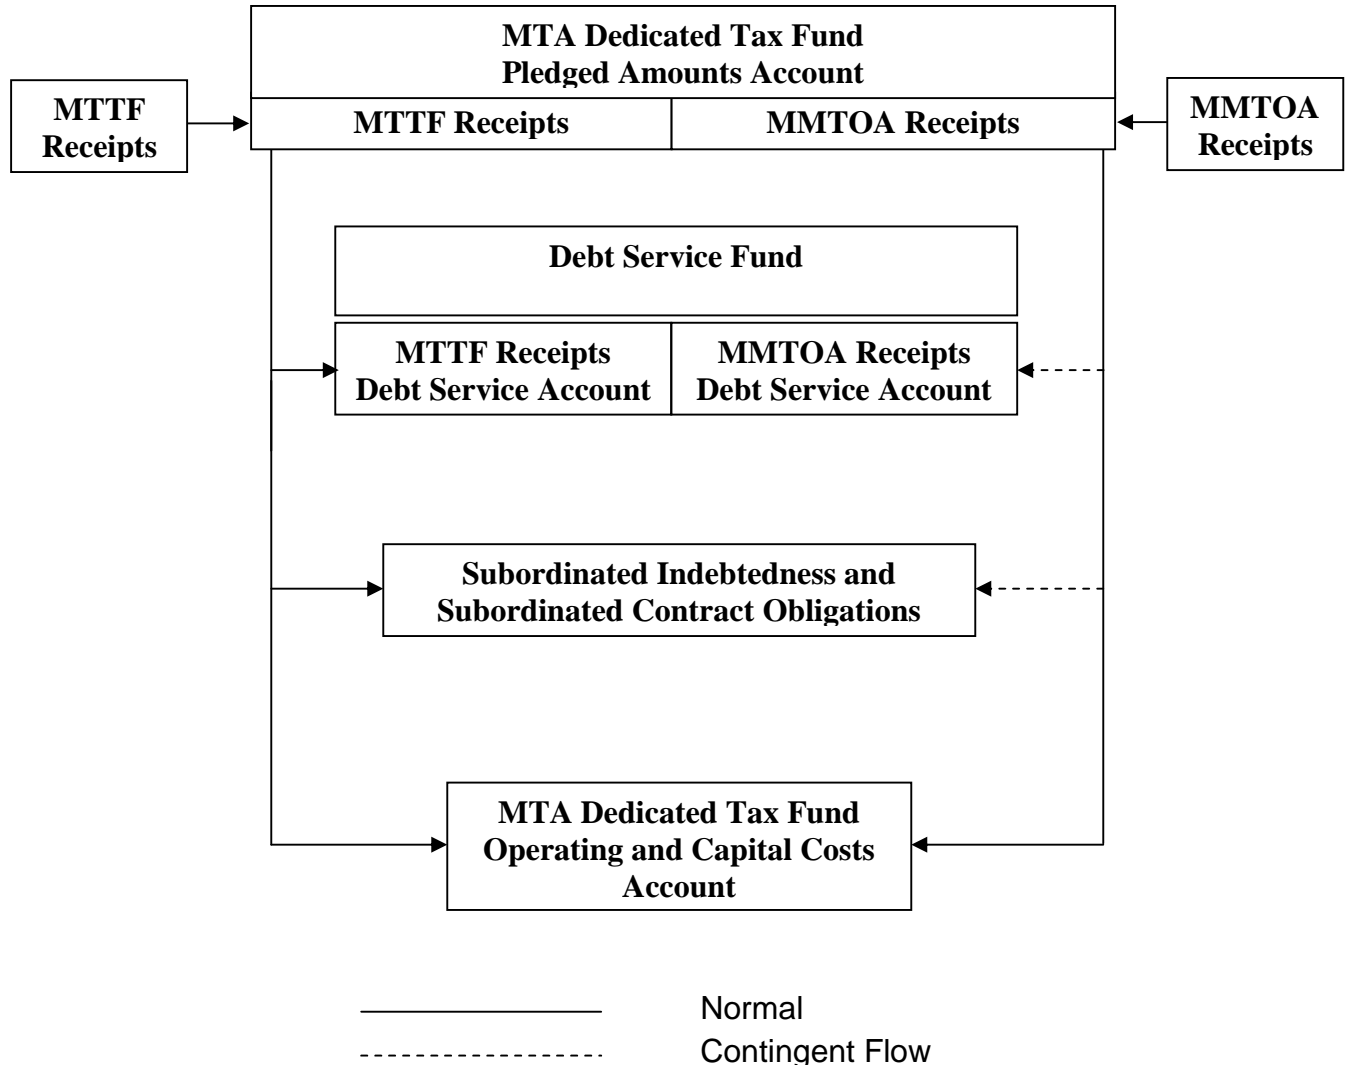 MTA Dedicated Tax Fund
Pledged Amounts Account
MTTF
Receipts
MTTF Receipts
MMTOA Receipts
MMTOA
Receipts
Debt Service Fund
MTTF Receipts
Debt Service Account
MMTOA Receipts
Debt Service Account
Subordinated Indebtedness and
Subordinated Contract Obligations
MTA Dedicated Tax Fund
Operating and Capital Costs
Account
Normal
Contingent Flow